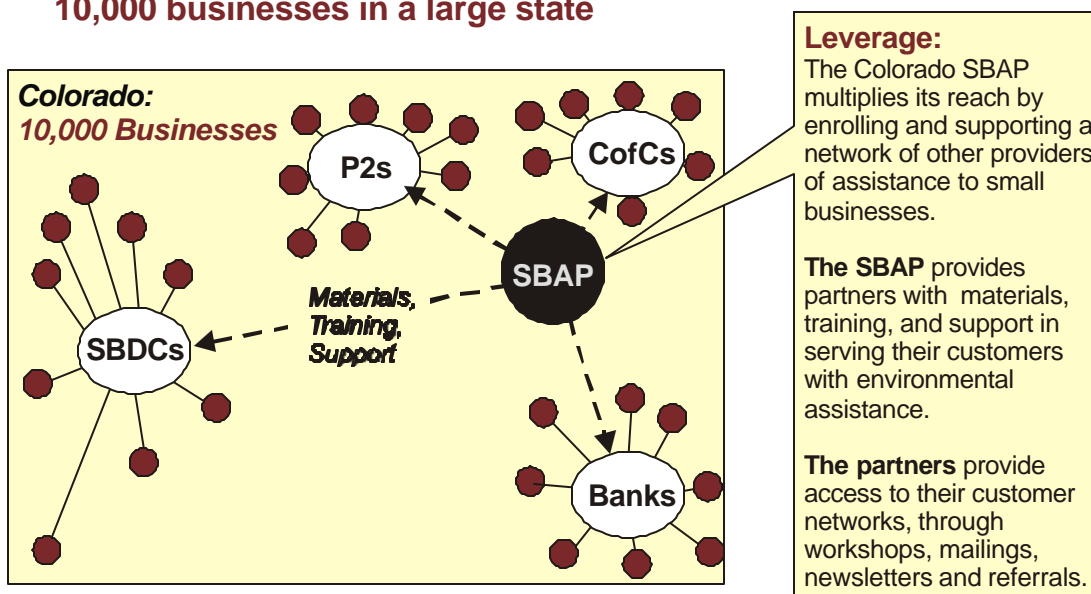 10,000 businesses in a large state
Colorado:
10,000 Businesses
P2s
CofCs
SBAP
Materials,
Training,
Support
SBDCs
Banks
Leverage:
The Colorado SBAP
multiplies its reach by
enrolling and supporting a
network of other providers
of assistance to small
businesses.
The SBAP provides
partners with materials,
training, and support in
serving their customers
with environmental
assistance.
The partners provide
access to their customer
networks, through
workshops, mailings,
newsletters and referrals.